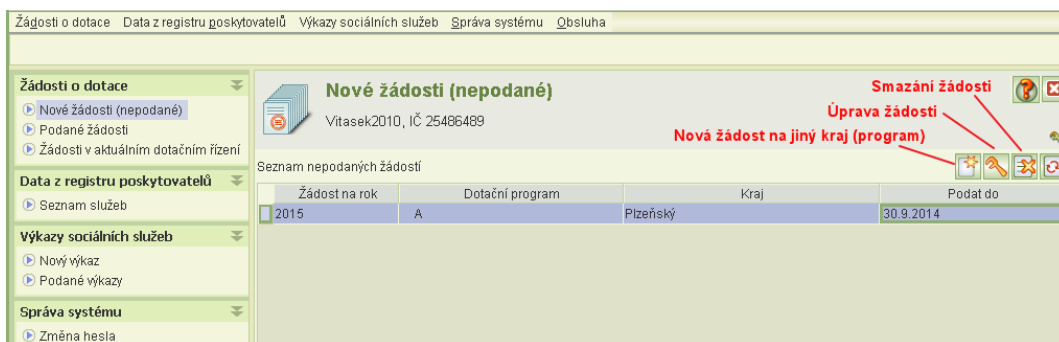 Žádosti o dotace Data z registru poskytovatelů Výkazy sociálních služeb Správa systému Obsluha
Žádosti o dotace
Nové žádosti (nepodané)
Podané žádosti
Žádosti v aktuálním dotačním řízení
Data z registru poskytovatelů
Seznam služeb
Výkazy sociálních služeb
Nový výkaz
Podané výkazy
Správa systému
Změna hesla
Nové žádosti (nepodané)
Vitasek2010, IČ 25486489
Smazání žádosti
Úprava žádosti
Nová žádost na jiný kraj (program)
Seznam nepodaných žádostí
Žádost na rok Dotační program Kraj Podat do
2015 A Plzeňský 30.9.2014